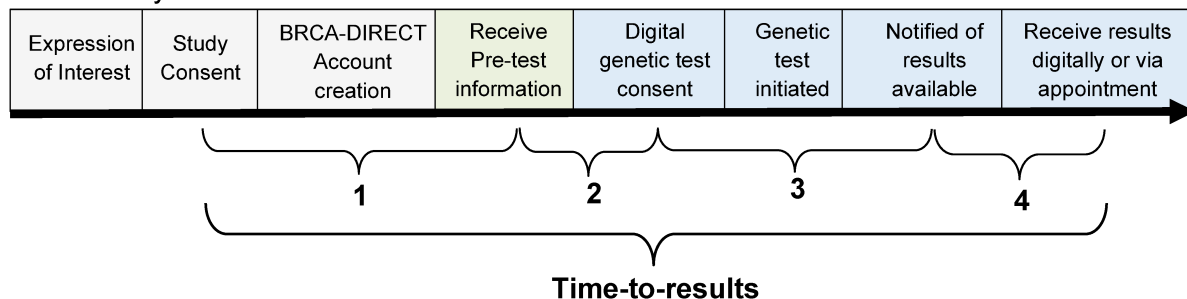 Expression
of Interest
Study
Consent
BRCA-DIRECT
Account
creation
Receive
Pre-test
information
Digital
genetic test
consent
Genetic
test
initiated
Notified of
results
available
Receive results
digitally or via
appointment
1
2
3
4
Time-to-results